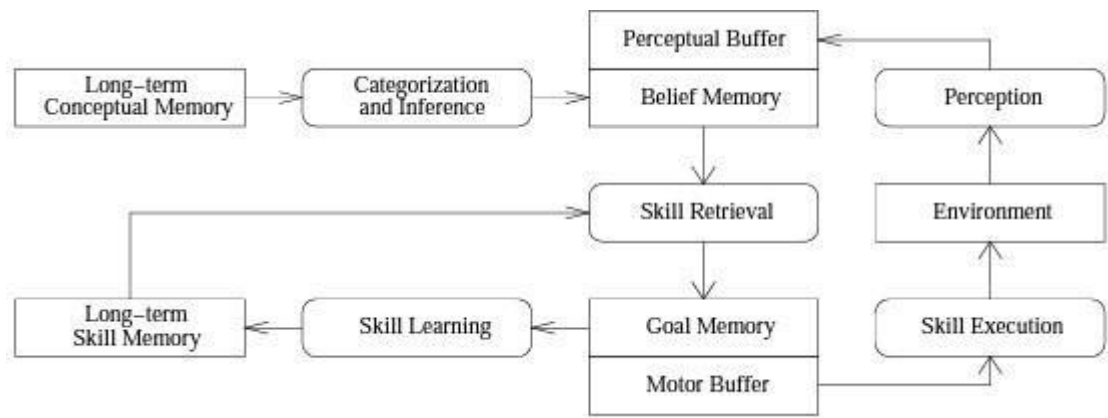 Perceptual Buffer
Long-term
Conceptual Memory
Categorization
and Inference
Belief Memory
Perception
Skill Retrieval
Environment
Long-term
Skill Memory
Skill Learning
Goal Memory
Skill Execution
Motor Buffer